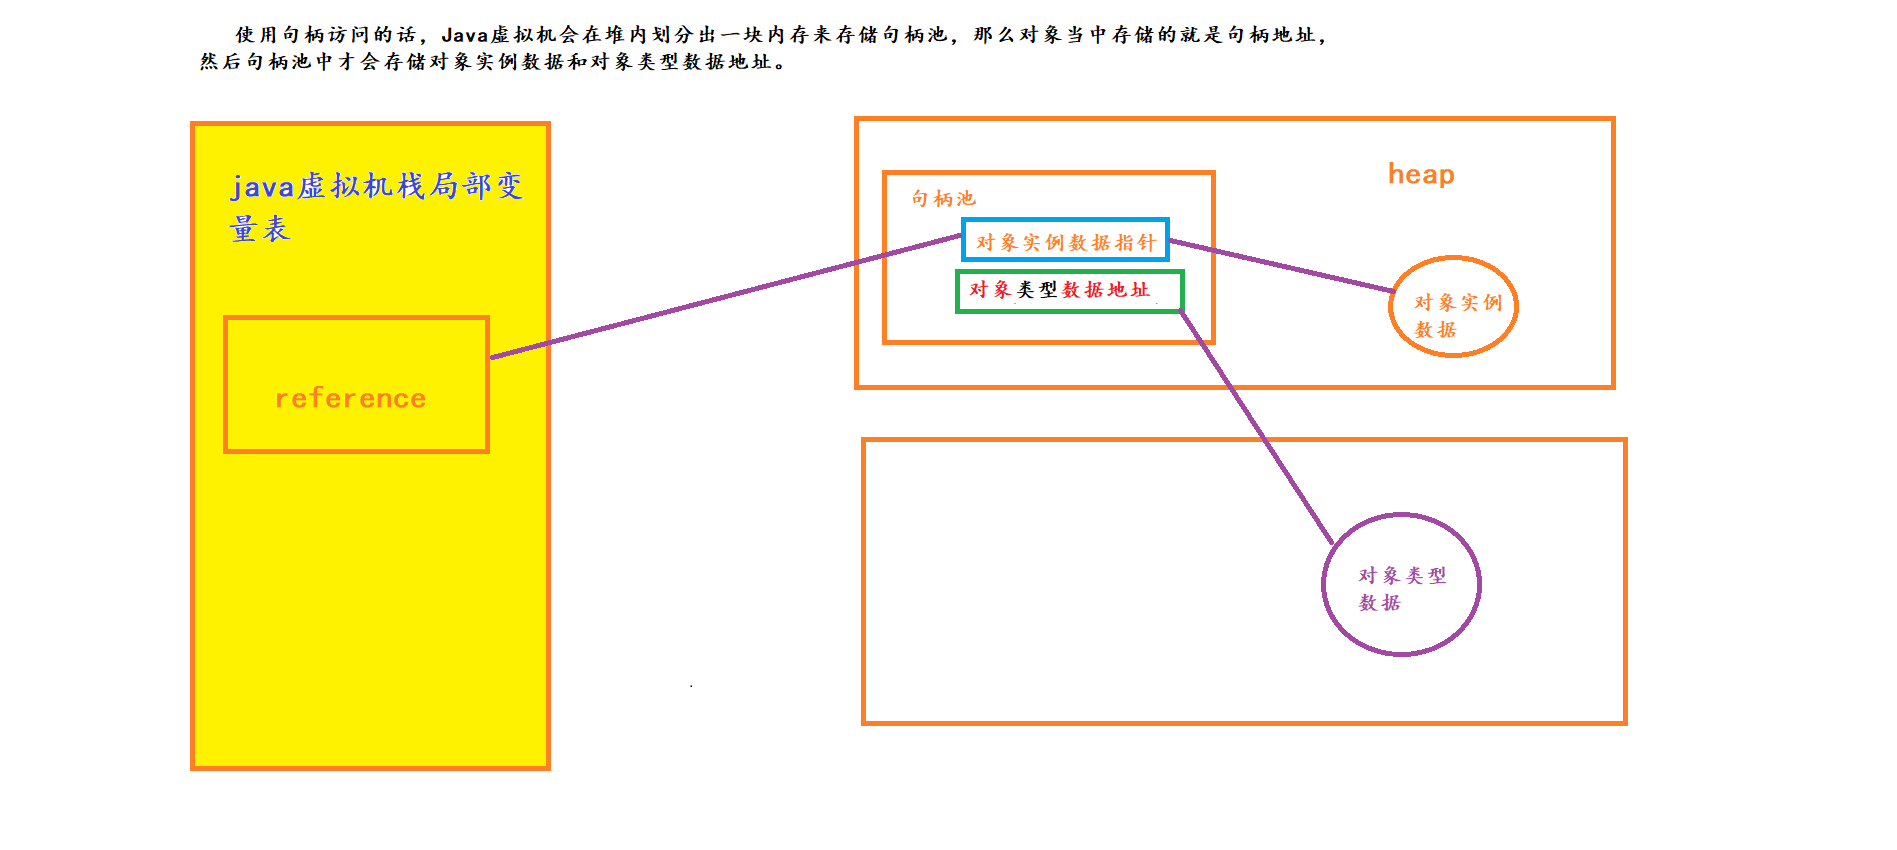 使用句柄访问的话，Java虚拟机会在堆内划分出一块内存来存储句柄池，那么对象当中存储的就是句柄地址，
然后句柄池中才会存储对象实例数据和对象类型数据地址。
java虚拟机栈局部变
量表
reference
heap
句柄池
对象实例数据指针
对象类型数据地址
对象实例
数据
对象类型
数据